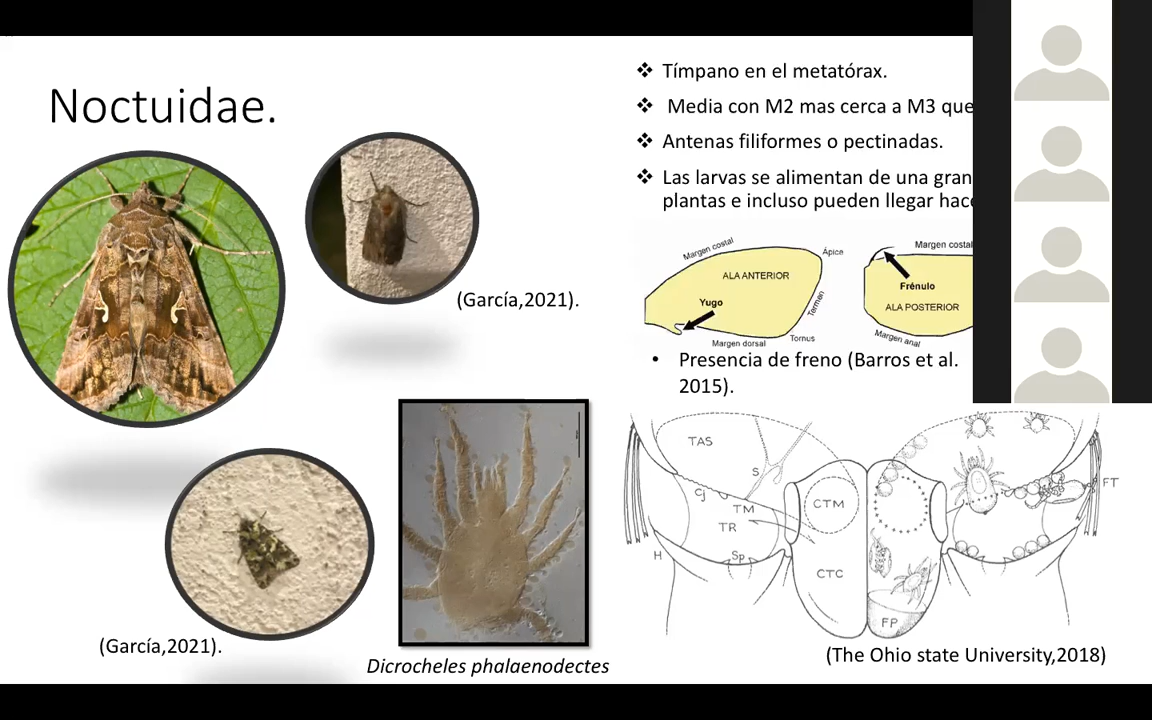 Noctuidae.
(García,2021).
(García,2021).
Dicrocheles phalaenodectes
❖ Tímpano en el metatórax.
❖ Media con M2 mas cerca a M3 que
❖ Antenas filiformes o pectinadas.
❖ Las larvas se alimentan de una gran
plantas e incluso pueden llegar hace
Margen costal
Ápice
ALA ANTERIOR
Yugo
Termen
Margen dorsal
Tornus
Margen costal
Frénulo
ALA POSTERIOR
Margen anal
• Presencia de freno (Barros et al.
2015).
TAS
S
Cj
TM
TR
Sp
H
CTM
CTC
FP
FT
(The Ohio state University,2018)